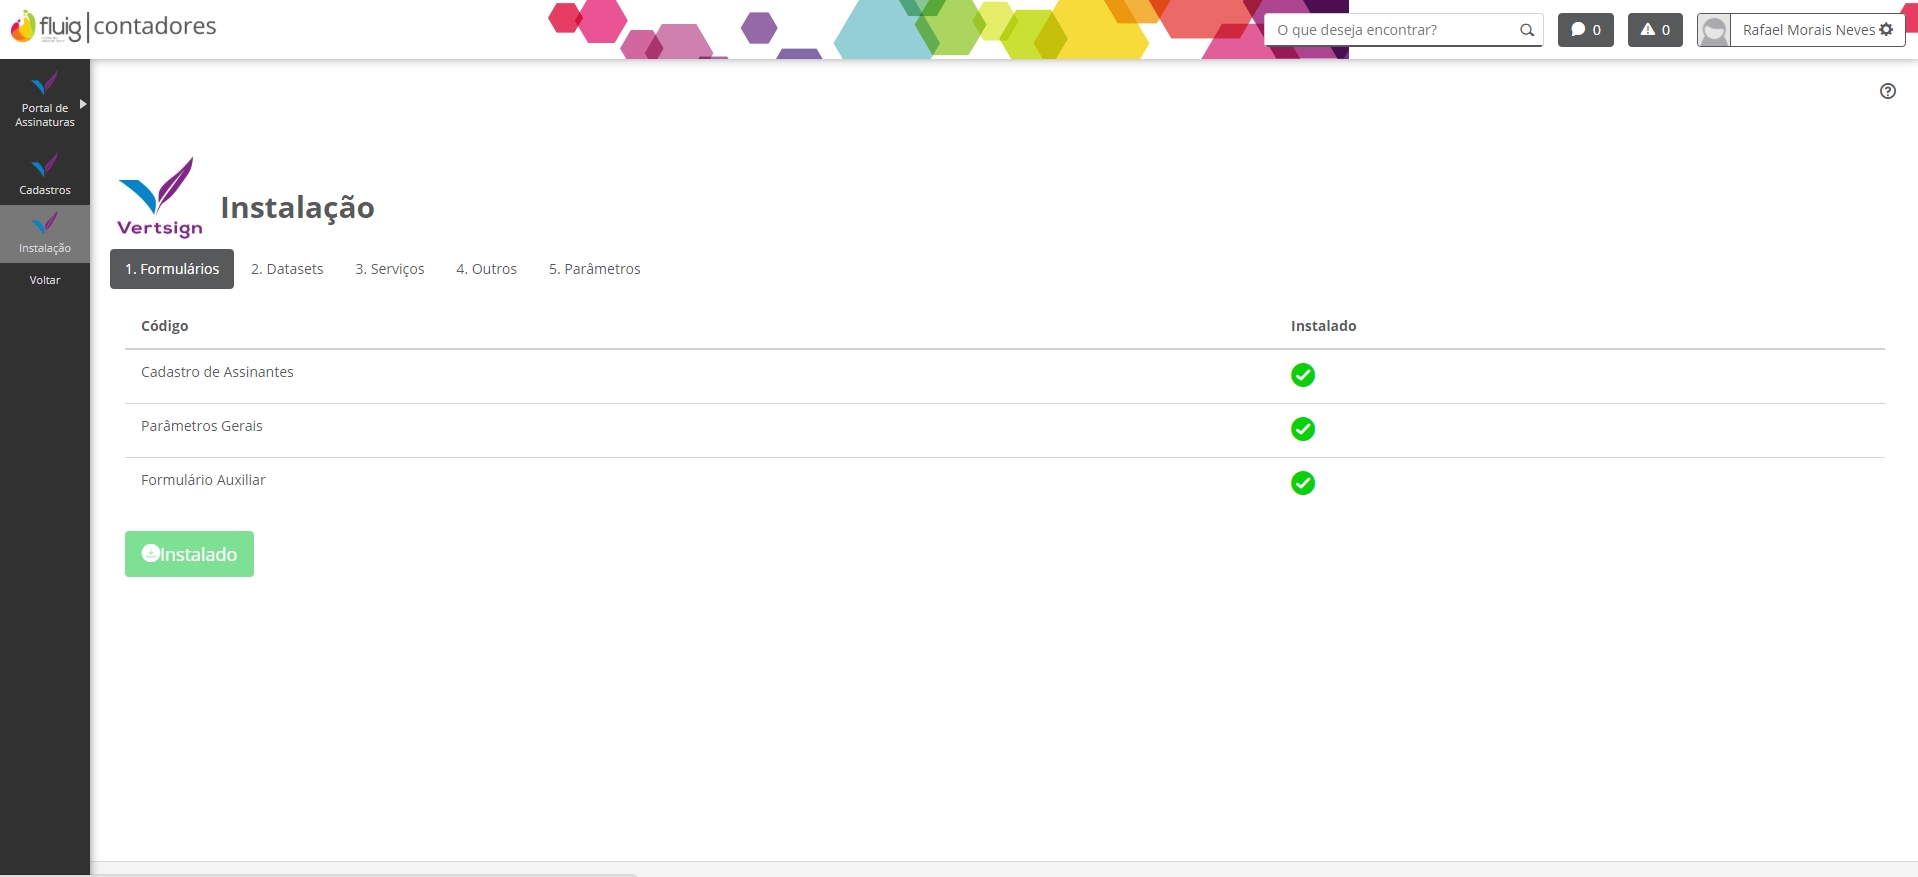 fluig contadores
O que deseja encontrar?
0
0
Rafael Morais Neves
Portal de
Assinaturas
Cadastros
Instalação
Voltar
Vertsign
Instalação
1. Formulários
2. Datasets
3. Serviços
4. Outros
5. Parâmetros
Código
Instalado
Cadastro de Assinantes
Parâmetros Gerais
Formulário Auxiliar
Instalado